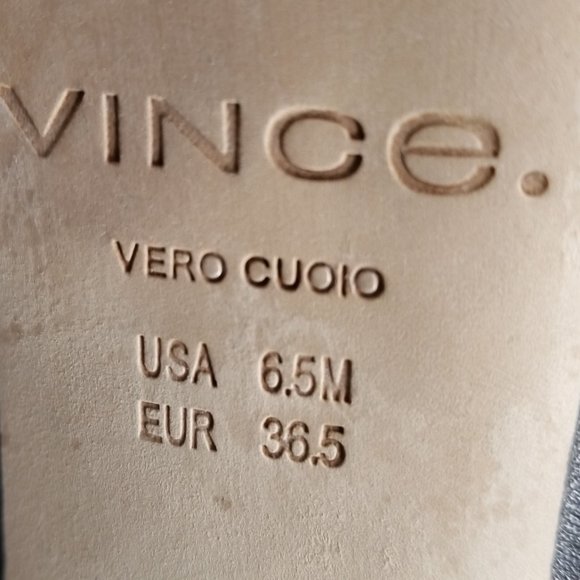 VINCe.
VERO CUOIO
USA 6.5M
EUR 36.5